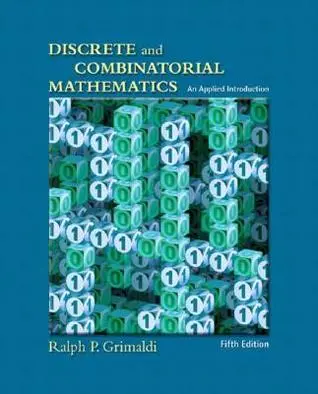 DISCRETE and
COMBINATORIAL
MATHEMATICS An Applied Introduction
Ralph P. Grimaldi Fifth Edition